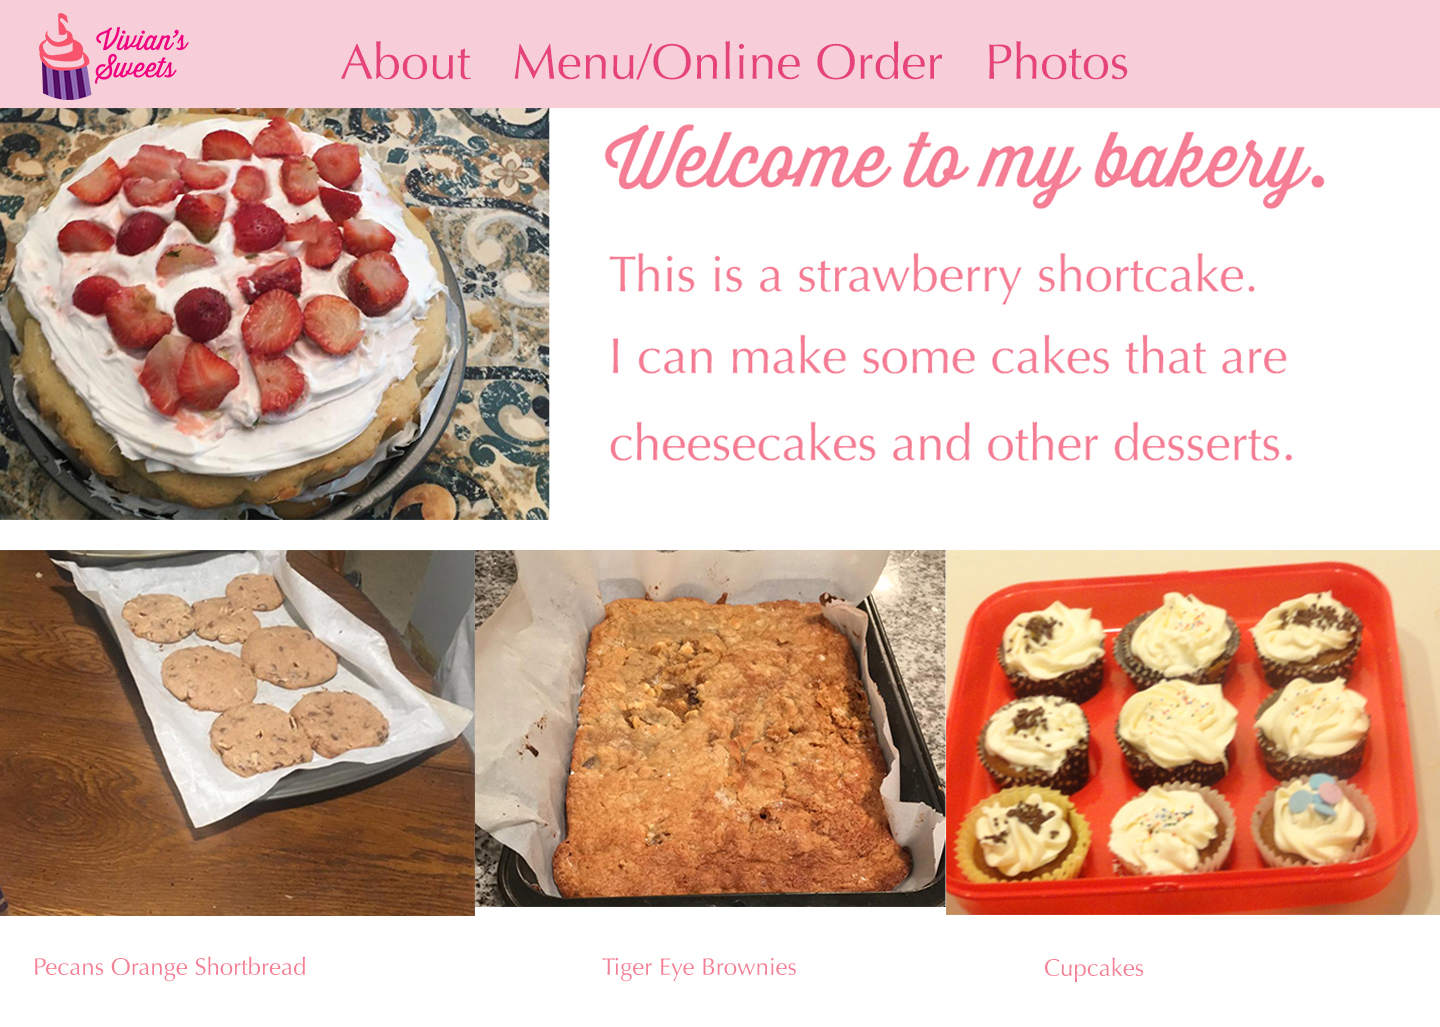 Vivian's
Sweets
About Menu/Online Order Photos
Welcome to my bakery.
This is a strawberry shortcake.
I can make some cakes that are
cheesecakes and other desserts.
Pecans Orange Shortbread
Tiger Eye Brownies
Cupcakes